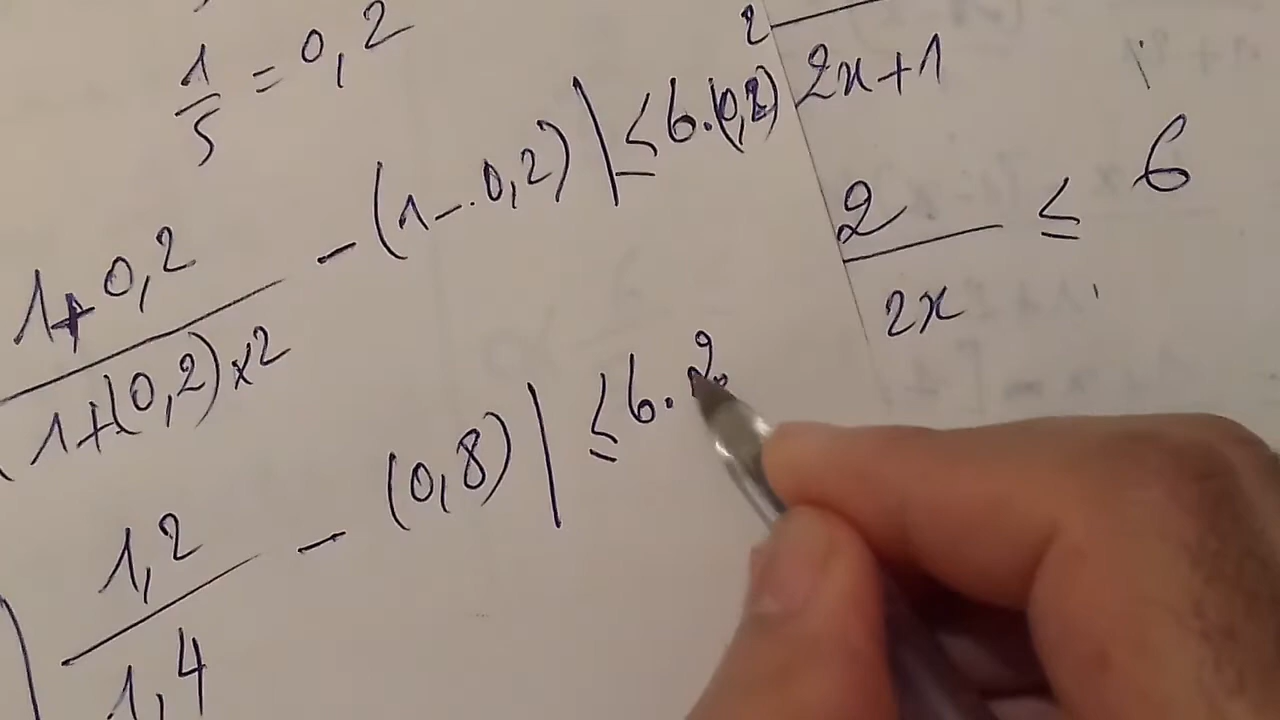 1/5 = 0,2
(1+0,2)/(1+(0,2)x2) - (1-0,2) | ≤ 6.(0,2)
1,2/1,4 - (0,8) | ≤ 6.
2
2x+1
2/2x ≤ 6